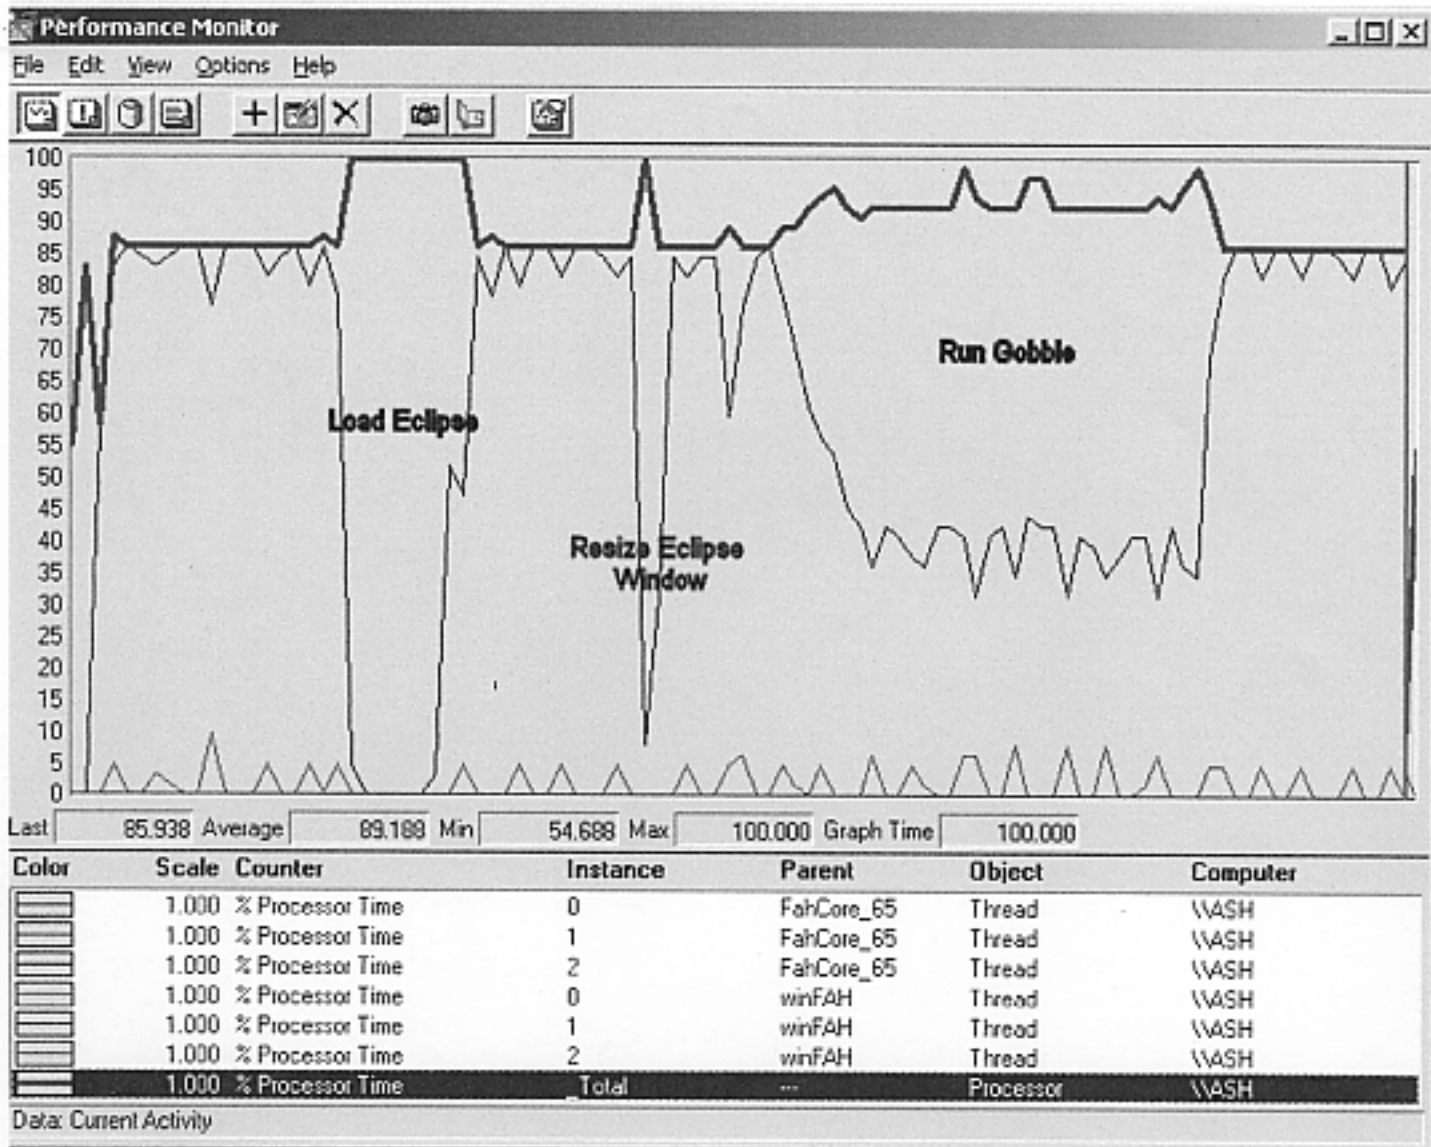 Performance Monitor
File Edit View Options Help
100
95
90
85
80
75
70
65
60
55
50
45
40
35
30
25
20
15
10
5
0
Run Gobble
Load Eclipse
Resize Eclipse
Window
Last 85.938 Average 89.188 Min 54.688 Max 100.000 Graph Time 100.000
Color Scale Counter Instance Parent Object Computer
1.000 % Processor Time 0 FahCore_65 Thread \\ASH
1.000 % Processor Time 1 FahCore_65 Thread \\ASH
1.000 % Processor Time 2 FahCore_65 Thread \\ASH
1.000 % Processor Time 0 winFAH Thread \\ASH
1.000 % Processor Time 1 winFAH Thread \\ASH
1.000 % Processor Time 2 winFAH Thread \\ASH
1.000 % Processor Time _Total --- Processor \\ASH
Data: Current Activity